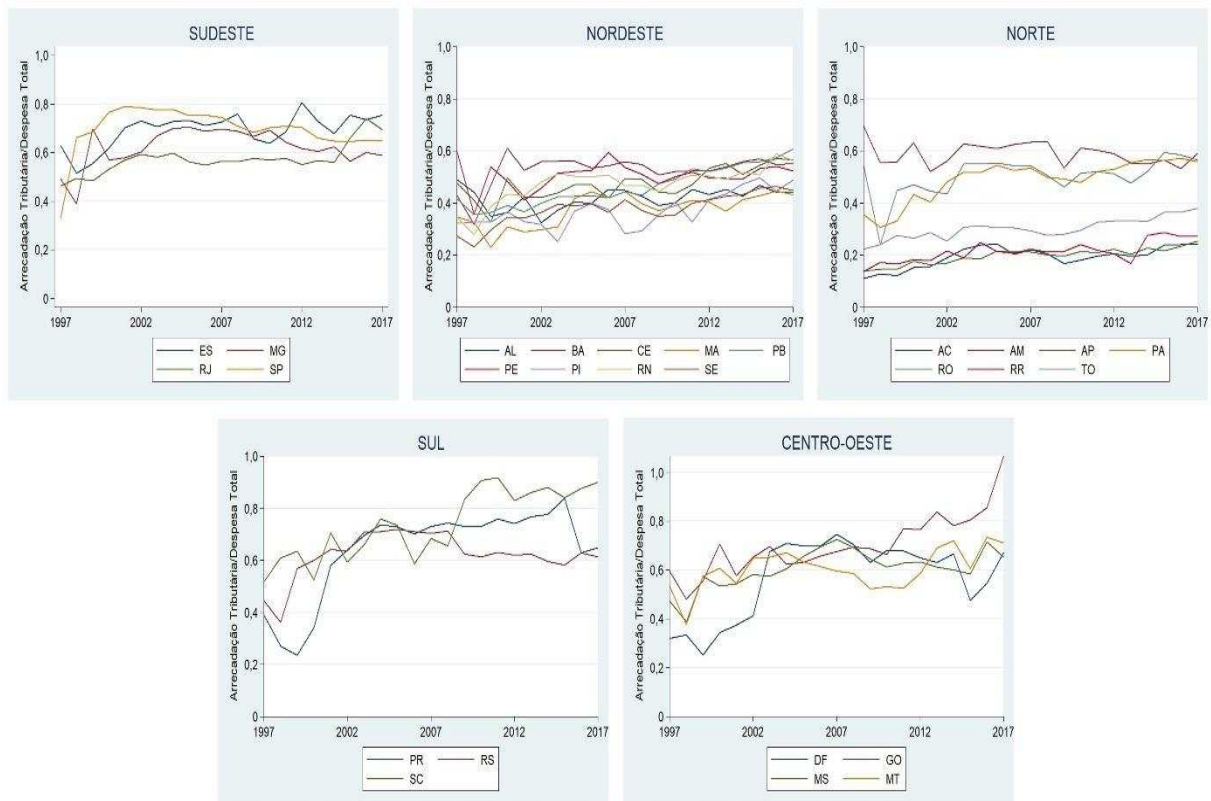 SUDESTE
Arrecadação Tributária/Despesa Total
1,0
0,8
0,6
0,4
0,2
0
1997 2002 2007 2012 2017
ES MG
RJ SP
NORDESTE
Arrecadação Tributária/Despesa Total
1,0
0,8
0,6
0,4
0,2
0
1997 2002 2007 2012 2017
AL BA CE MA PB
PE PI RN SE
NORTE
Arrecadação Tributária/Despesa Total
1,0
0,8
0,6
0,4
0,2
0
1997 2002 2007 2012 2017
AC AM AP PA
RO RR TO
SUL
Arrecadação Tributária/Despesa Total
1,0
0,8
0,6
0,4
0,2
0
1997 2002 2007 2012 2017
PR RS
SC
CENTRO-OESTE
Arrecadação Tributária/Despesa Total
1,0
0,8
0,6
0,4
0,2
0
1997 2002 2007 2012 2017
DF GO
MS MT